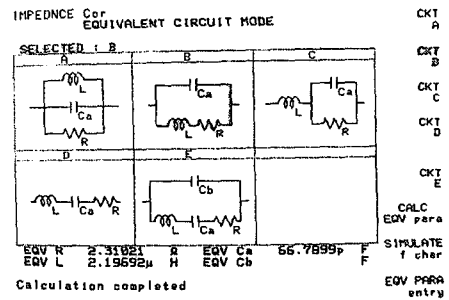 IMPEDNCE Cor
EQUIVALENT CIRCUIT MODE
SELECTED : B
A B C
L L L
Ca Ca Ca
R R R
D E
L Ca R
Cb
L Ca R
EQV R 2.31021 Ω EQV Ca 66.7899p F
EQV L 2.19692μ H EQV Cb F
Calculation completed
CKT
A
CKT
B
CKT
C
CKT
D
CKT
E
CALC
EQV para
SIMULATE
f char
EQV PARA
entry